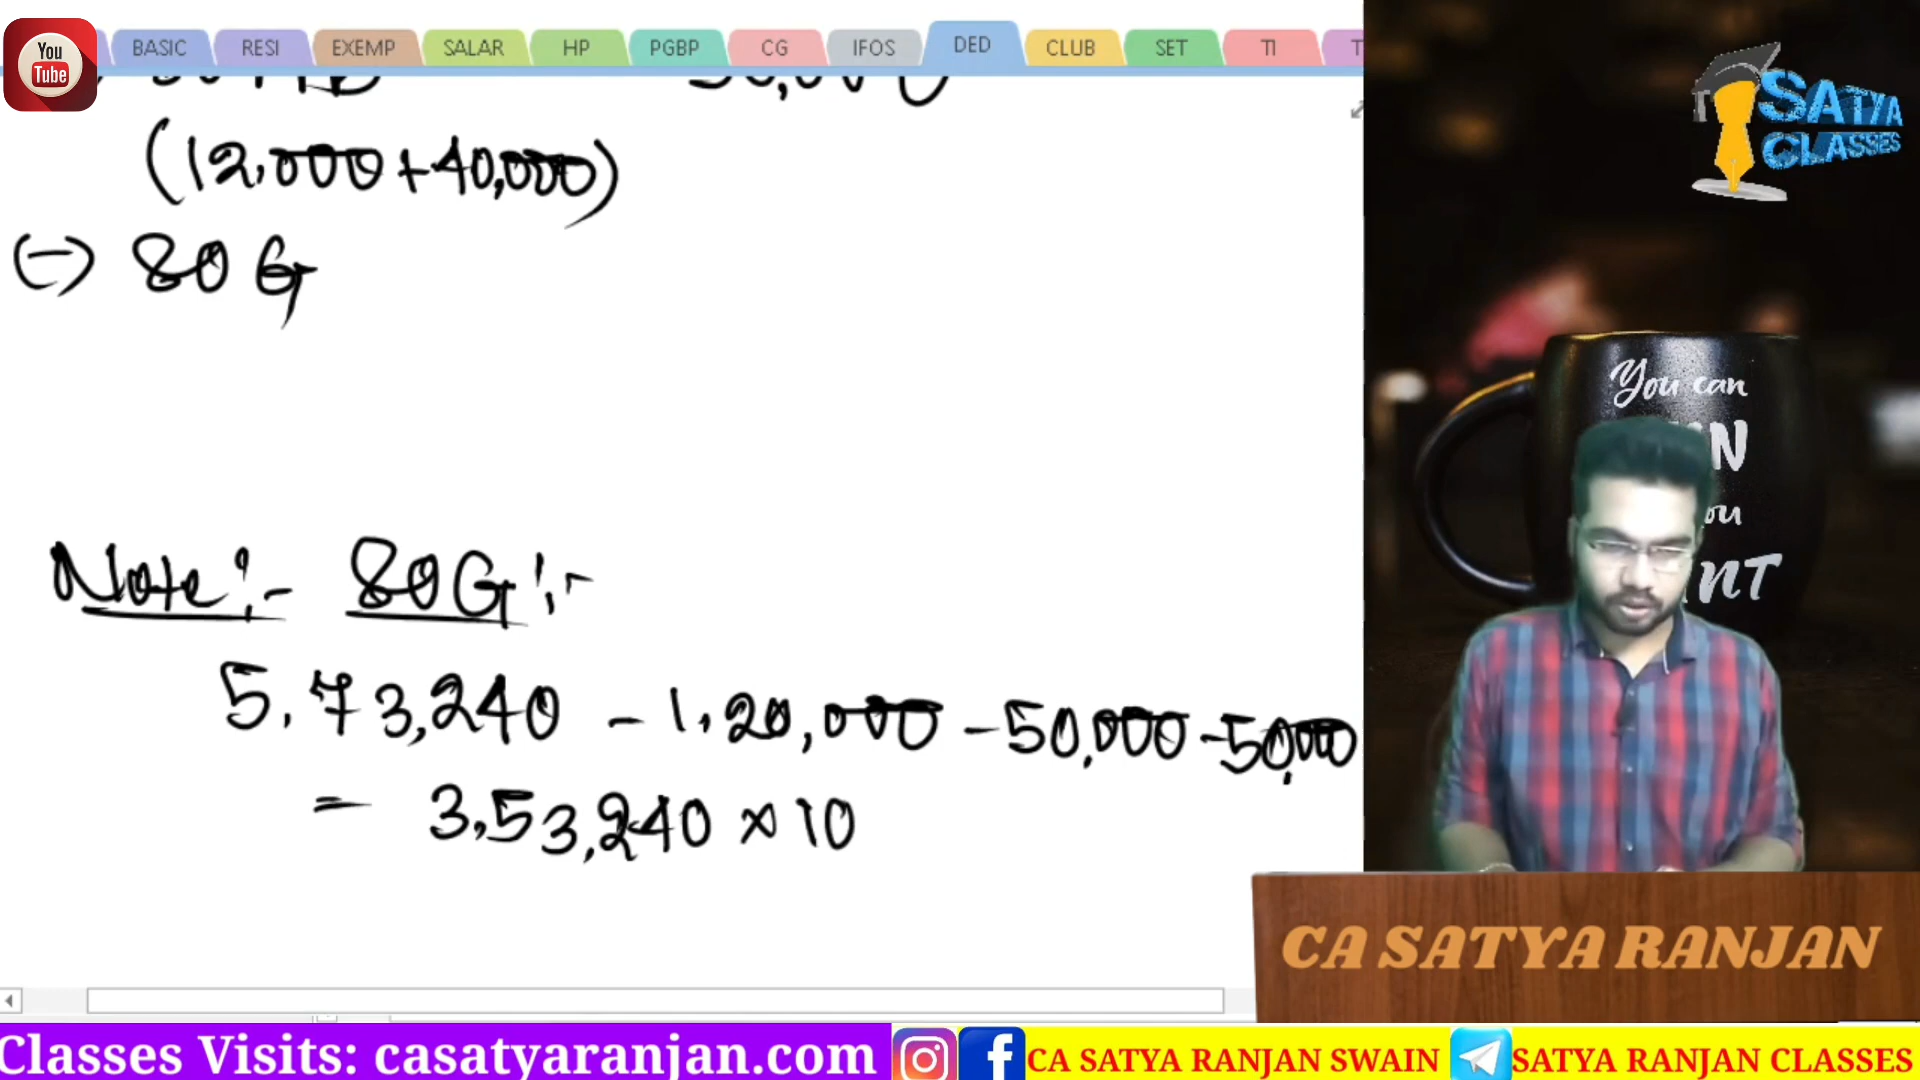 You
Tube
BASIC
RESI
EXEMP
SALAR
HP
PGBP
CG
IFOS
DED
CLUB
SET
TI
T
SATYA
CLASSES
(12,000+40,000)
(-) 80 G
You can
Note:- 80G:-
5,73,240 - 1,20,000 - 50,000 - 50,000
= 3,53,240 × 10
CA SATYA RANJAN
Classes Visits: casatyaranjan.com
CA SATYA RANJAN SWAIN
SATYA RANJAN CLASSES